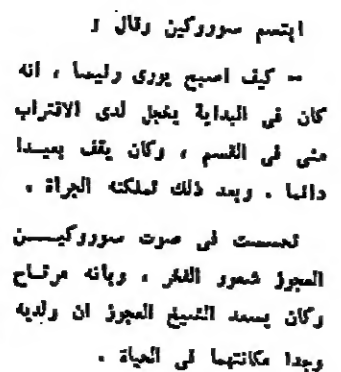 ابتسم سوروكين وقال :
– كيف اصبح يورى وليما ، انه
كان فى البداية يخجل لدى الاقتراب
منى فى القسم ، وكان يقف بعيدا
دائما . وبعد ذلك تملكته الجراة .
تحسست فى صوت سوروكيـــن
العجوز شعور الفخر ، وبانه مرتاح
وكان يسعد الشيخ العجوز ان ولديه
وجدا مكانتهما فى الحياة .